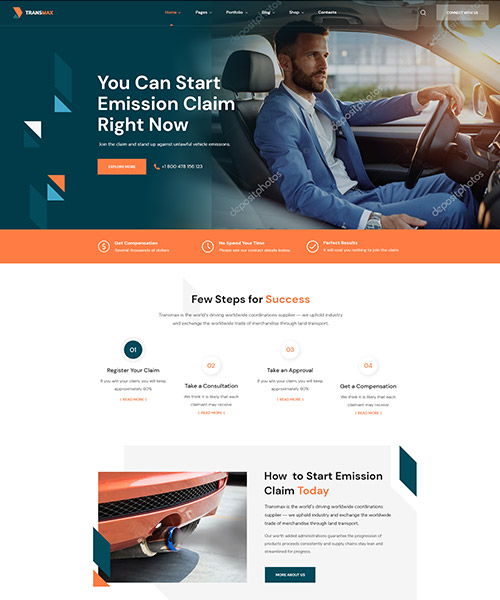 TRANSMAX
Home Pages Portfolio Blog Shop Contacts
CONNECT WITH US
depositphotos
You Can Start
Emission Claim
Right Now
Join the claim and stand up against unlawful vehicle emissions.
EXPLORE MORE
+1 800 478 156 123
depositphotos
depositphotos
Get Compensation
Several thousands of dollars
No Spend Your Time
Please see our contact details below
Perfect Results
It will cost you nothing to join the claim
Few Steps for Success
Transmax is the world's driving worldwide coordinations supplier — we uphold industry
and exchange the worldwide trade of merchandise through land transport.
01
Register Your Claim
If you win your claim, you will keep
approximately 60%
( READ MORE )
02
Take a Consultation
We think it is likely that each
claimant may receive
( READ MORE )
03
Take an Approval
If you win your claim, you will keep
approximately 60%
( READ MORE )
04
Get a Compensation
We think it is likely that each
claimant may receive
( READ MORE )
How to Start Emission
Claim Today
Transmax is the world's driving worldwide coordinations
supplier — we uphold industry and exchange the worldwide
trade of merchandise through land transport.
Our worth added administrations guarantee the progression of
products proceeds consistently and supply chains stay lean and
streamlined for progress.
MORE ABOUT US